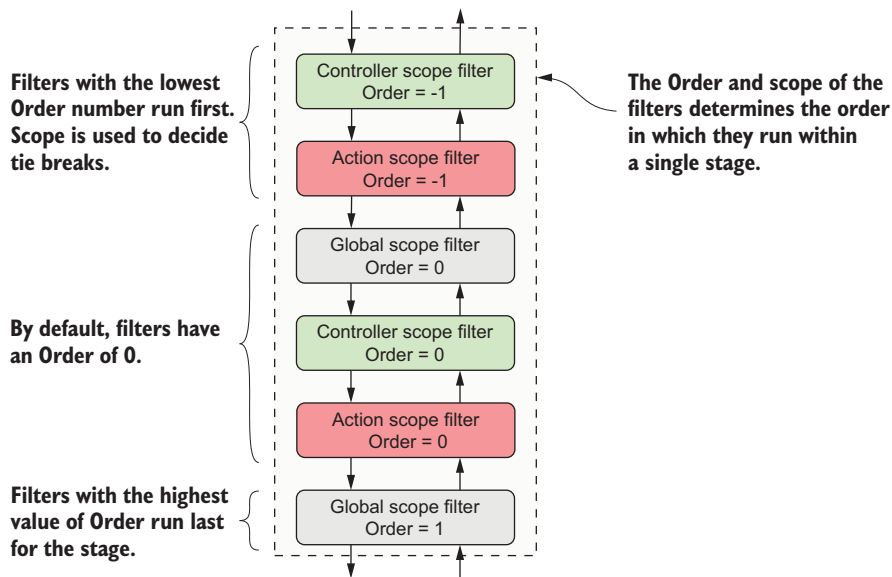 Filters with the lowest
Order number run first.
Scope is used to decide
tie breaks.
Controller scope filter
Order = -1
Action scope filter
Order = -1
The Order and scope of the
filters determines the order
in which they run within
a single stage.
By default, filters have
an Order of 0.
Global scope filter
Order = 0
Controller scope filter
Order = 0
Action scope filter
Order = 0
Filters with the highest
value of Order run last
for the stage.
Global scope filter
Order = 1